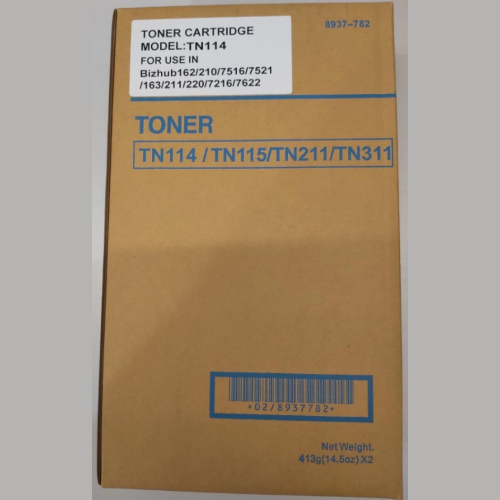 TONER CARTRIDGE
MODEL:TN114
FOR USE IN
Bizhub162/210/7516/7521
/163/211/220/7216/7622
8937-782
TONER
TN114 / TN115/TN211/TN311
*02/8937782*
Net Weight.
413g(14.5oz)X2